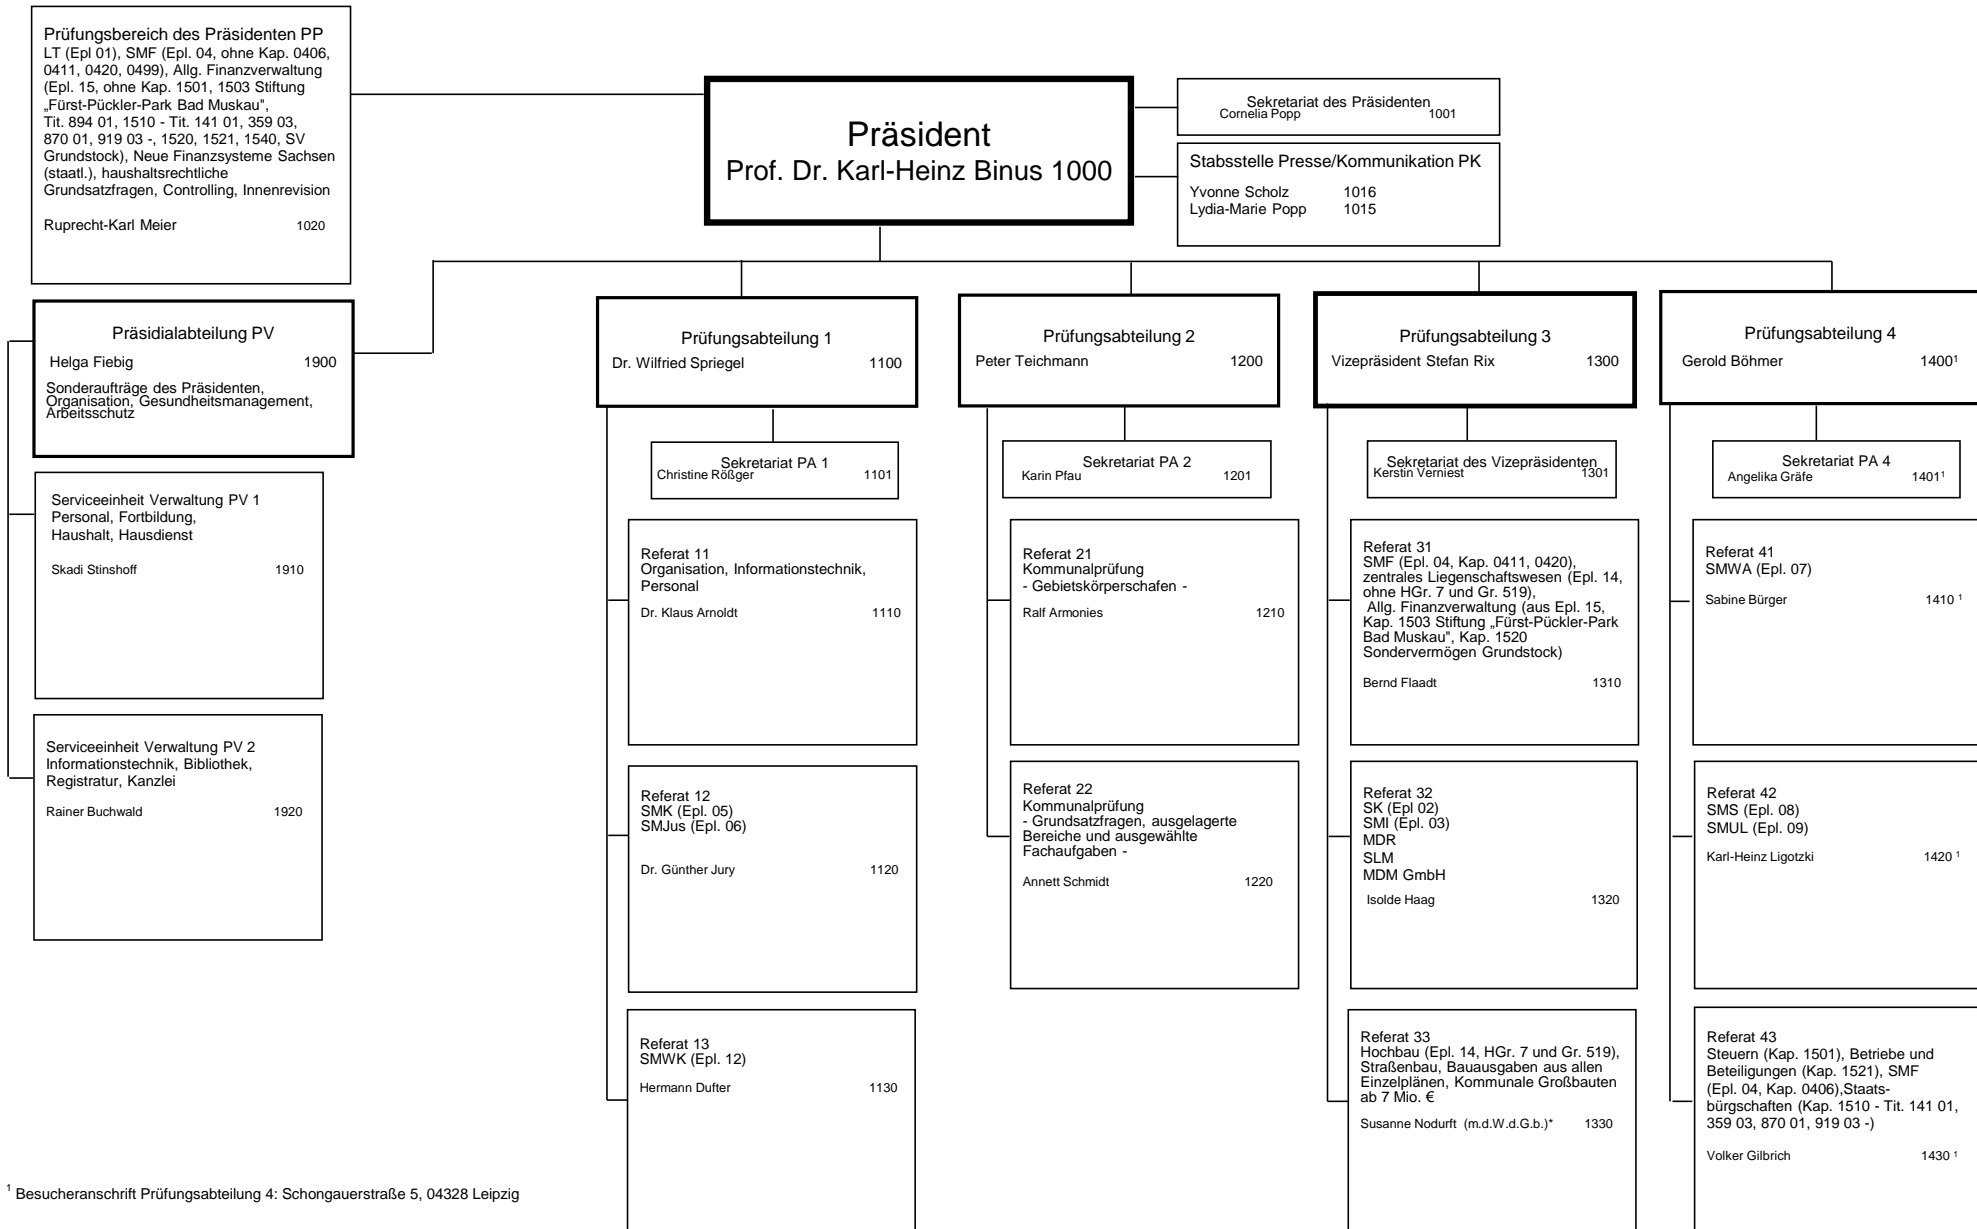 Prüfungsbereich des Präsidenten PP
LT (Epl 01), SMF (Epl. 04, ohne Kap. 0406,
0411, 0420, 0499), Allg. Finanzverwaltung
(Epl. 15, ohne Kap. 1501, 1503 Stiftung
„Fürst-Pückler-Park Bad Muskau",
Tit. 894 01, 1510 - Tit. 141 01, 359 03,
870 01, 919 03 -, 1520, 1521, 1540, SV
Grundstock), Neue Finanzsysteme Sachsen
(staatl.), haushaltsrechtliche
Grundsatzfragen, Controlling, Innenrevision
Ruprecht-Karl Meier 1020
Präsident
Prof. Dr. Karl-Heinz Binus 1000
Sekretariat des Präsidenten
Cornelia Popp 1001
Stabsstelle Presse/Kommunikation PK
Yvonne Scholz 1016
Lydia-Marie Popp 1015
Präsidialabteilung PV
Helga Fiebig 1900
Sonderaufträge des Präsidenten,
Organisation, Gesundheitsmanagement,
Arbeitsschutz
Serviceeinheit Verwaltung PV 1
Personal, Fortbildung,
Haushalt, Hausdienst
Skadi Stinshoff 1910
Serviceeinheit Verwaltung PV 2
Informationstechnik, Bibliothek,
Registratur, Kanzlei
Rainer Buchwald 1920
Prüfungsabteilung 1
Dr. Wilfried Spriegel 1100
Sekretariat PA 1
Christine Rößger 1101
Referat 11
Organisation, Informationstechnik,
Personal
Dr. Klaus Arnoldt 1110
Referat 12
SMK (Epl. 05)
SMJus (Epl. 06)
Dr. Günther Jury 1120
Referat 13
SMWK (Epl. 12)
Hermann Dufter 1130
Prüfungsabteilung 2
Peter Teichmann 1200
Sekretariat PA 2
Karin Pfau 1201
Referat 21
Kommunalprüfung
- Gebietskörperschafen -
Ralf Armonies 1210
Referat 22
Kommunalprüfung
- Grundsatzfragen, ausgelagerte
Bereiche und ausgewählte
Fachaufgaben -
Annett Schmidt 1220
Prüfungsabteilung 3
Vizepräsident Stefan Rix 1300
Sekretariat des Vizepräsidenten
Kerstin Verniest 1301
Referat 31
SMF (Epl. 04, Kap. 0411, 0420),
zentrales Liegenschaftswesen (Epl. 14,
ohne HGr. 7 und Gr. 519),
Allg. Finanzverwaltung (aus Epl. 15,
Kap. 1503 Stiftung „Fürst-Pückler-Park
Bad Muskau", Kap. 1520
Sondervermögen Grundstock)
Bernd Flaadt 1310
Referat 32
SK (Epl 02)
SMI (Epl. 03)
MDR
SLM
MDM GmbH
Isolde Haag 1320
Referat 33
Hochbau (Epl. 14, HGr. 7 und Gr. 519),
Straßenbau, Bauausgaben aus allen
Einzelplänen, Kommunale Großbauten
ab 7 Mio. €
Susanne Nodurft (m.d.W.d.G.b.)* 1330
Prüfungsabteilung 4
Gerold Böhmer 1400¹
Sekretariat PA 4
Angelika Gräfe 1401¹
Referat 41
SMWA (Epl. 07)
Sabine Bürger 1410 ¹
Referat 42
SMS (Epl. 08)
SMUL (Epl. 09)
Karl-Heinz Ligotzki 1420 ¹
Referat 43
Steuern (Kap. 1501), Betriebe und
Beteiligungen (Kap. 1521), SMF
(Epl. 04, Kap. 0406),Staats-
bürgschaften (Kap. 1510 - Tit. 141 01,
359 03, 870 01, 919 03 -)
Volker Gilbrich 1430 ¹
¹ Besucheranschrift Prüfungsabteilung 4: Schongauerstraße 5, 04328 Leipzig